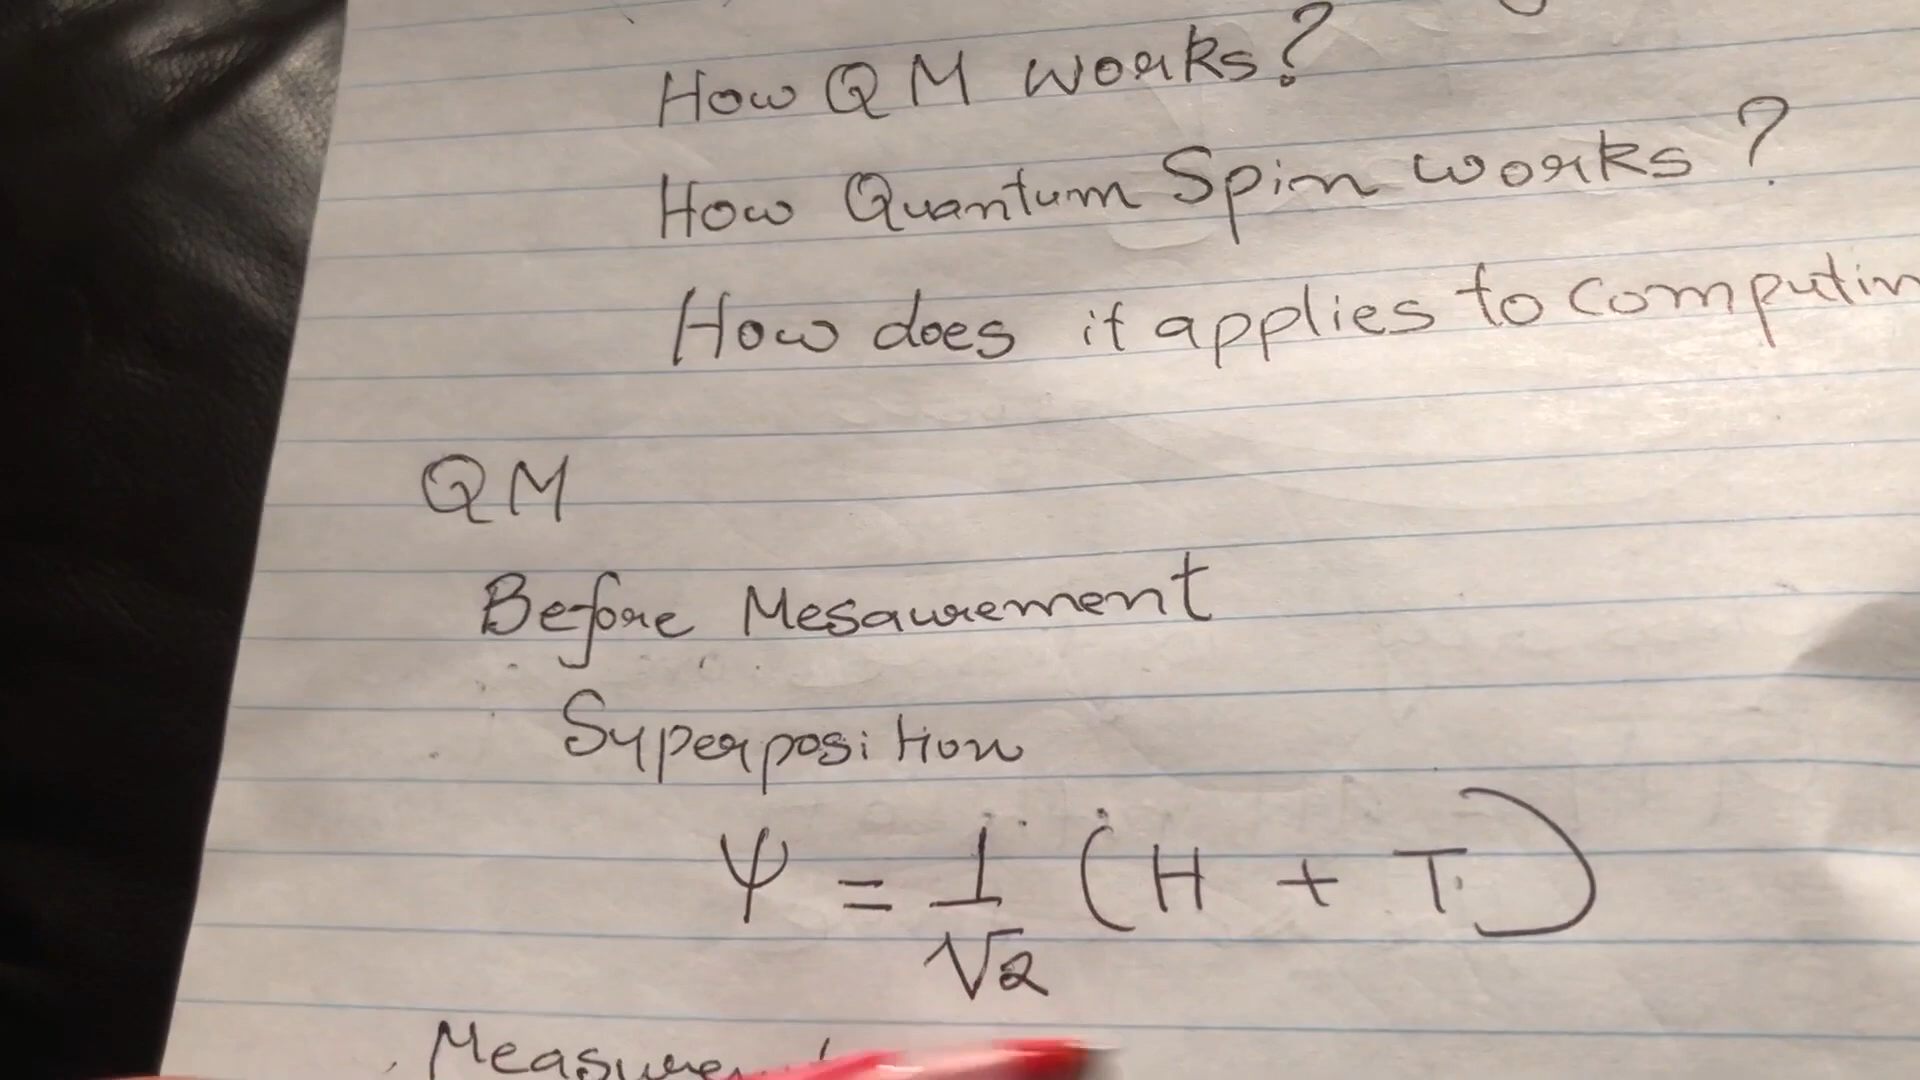 How QM works?
How Quantum Spin works?
How does it applies to computin
QM
Before Mesaurement
Superposition
Ψ = 1/√2 (H + T)
Measurement